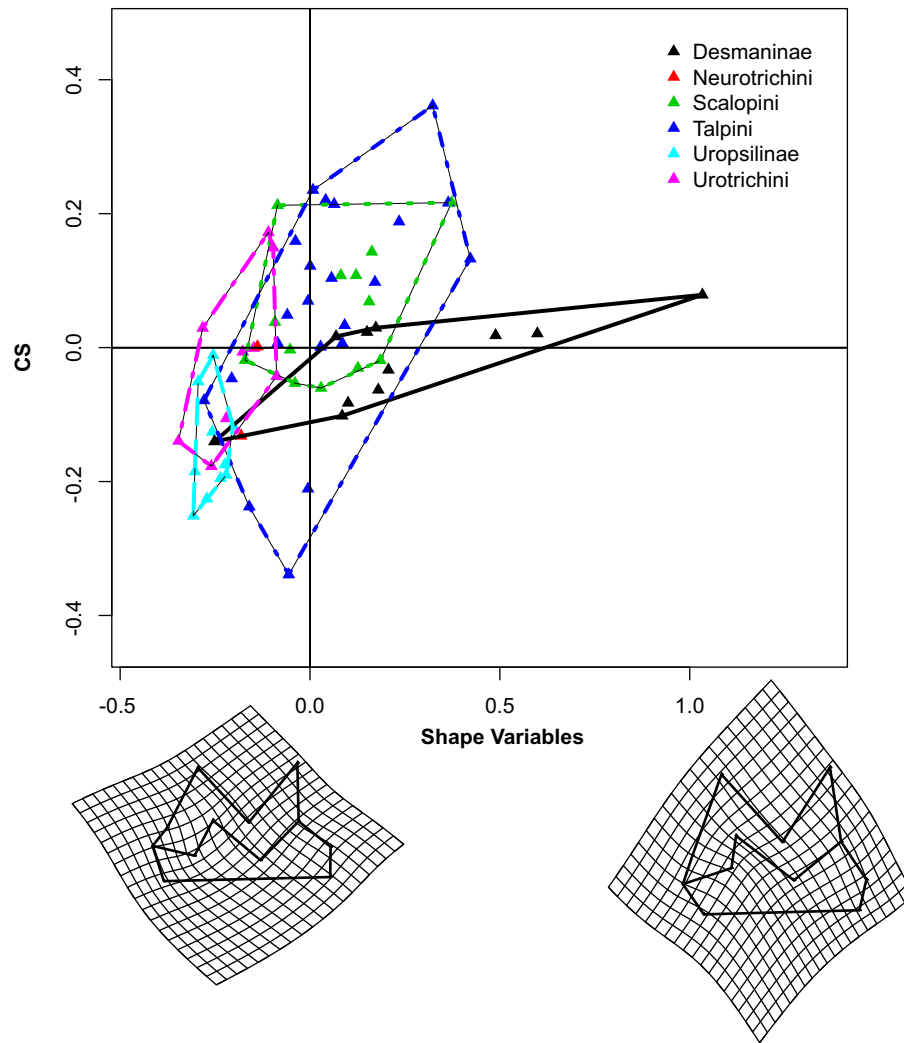 Desmaninae
Neurotrichini
Scalopini
Talpini
Uropsilinae
Urotrichini
CS
0.4
0.2
0.0
-0.2
-0.4
-0.5
0.0
0.5
1.0
Shape Variables